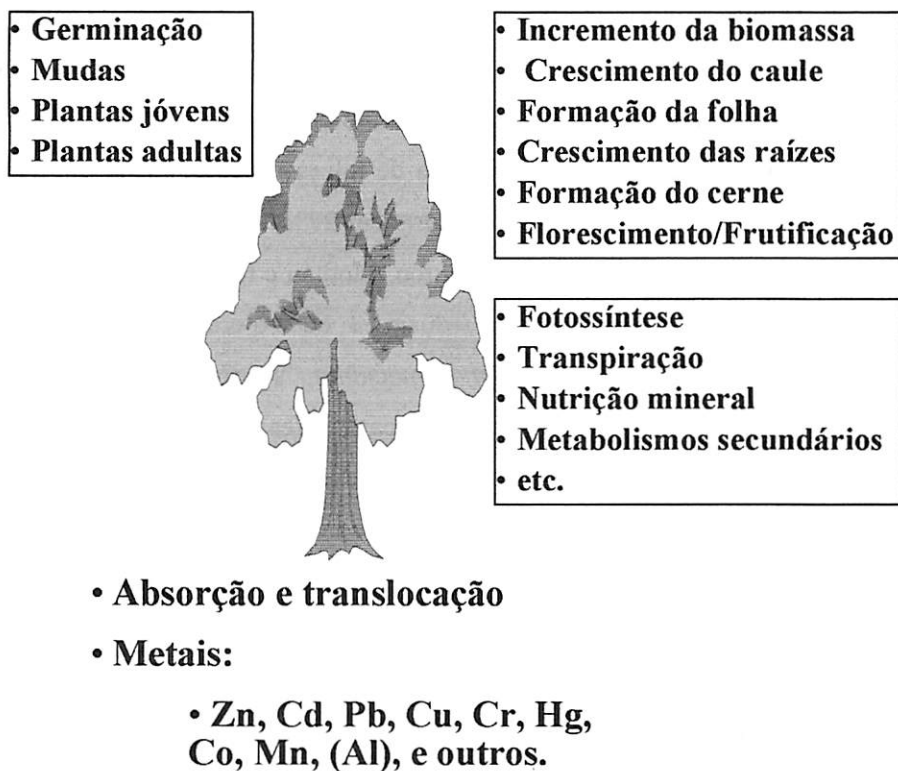 • Germinação
• Mudas
• Plantas jóvens
• Plantas adultas
• Incremento da biomassa
• Crescimento do caule
• Formação da folha
• Crescimento das raízes
• Formação do cerne
• Florescimento/Frutificação
• Fotossíntese
• Transpiração
• Nutrição mineral
• Metabolismos secundários
• etc.
• Absorção e translocação
• Metais:
• Zn, Cd, Pb, Cu, Cr, Hg,
Co, Mn, (Al), e outros.